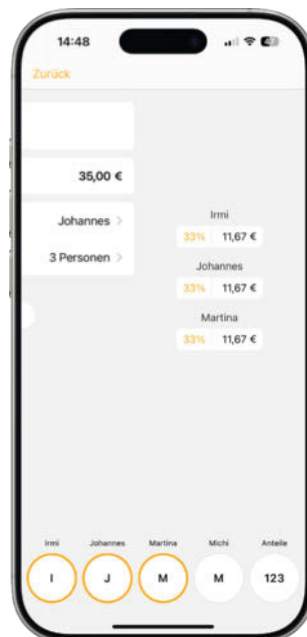 14:48
47
Zurück
35,00 €
Johannes
3 Personen
Irmi
33% 11,67 €
Johannes
33% 11,67 €
Martina
33% 11,67 €
Irmi Johannes Martina Michi Anteile
I J M M 123